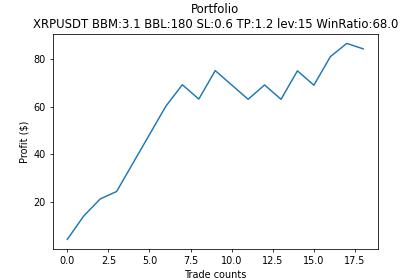 Portfolio
XRPUSDT BBM:3.1 BBL:180 SL:0.6 TP:1.2 lev:15 WinRatio:68.0
Profit ($)
80
60
40
20
0.0 2.5 5.0 7.5 10.0 12.5 15.0 17.5
Trade counts